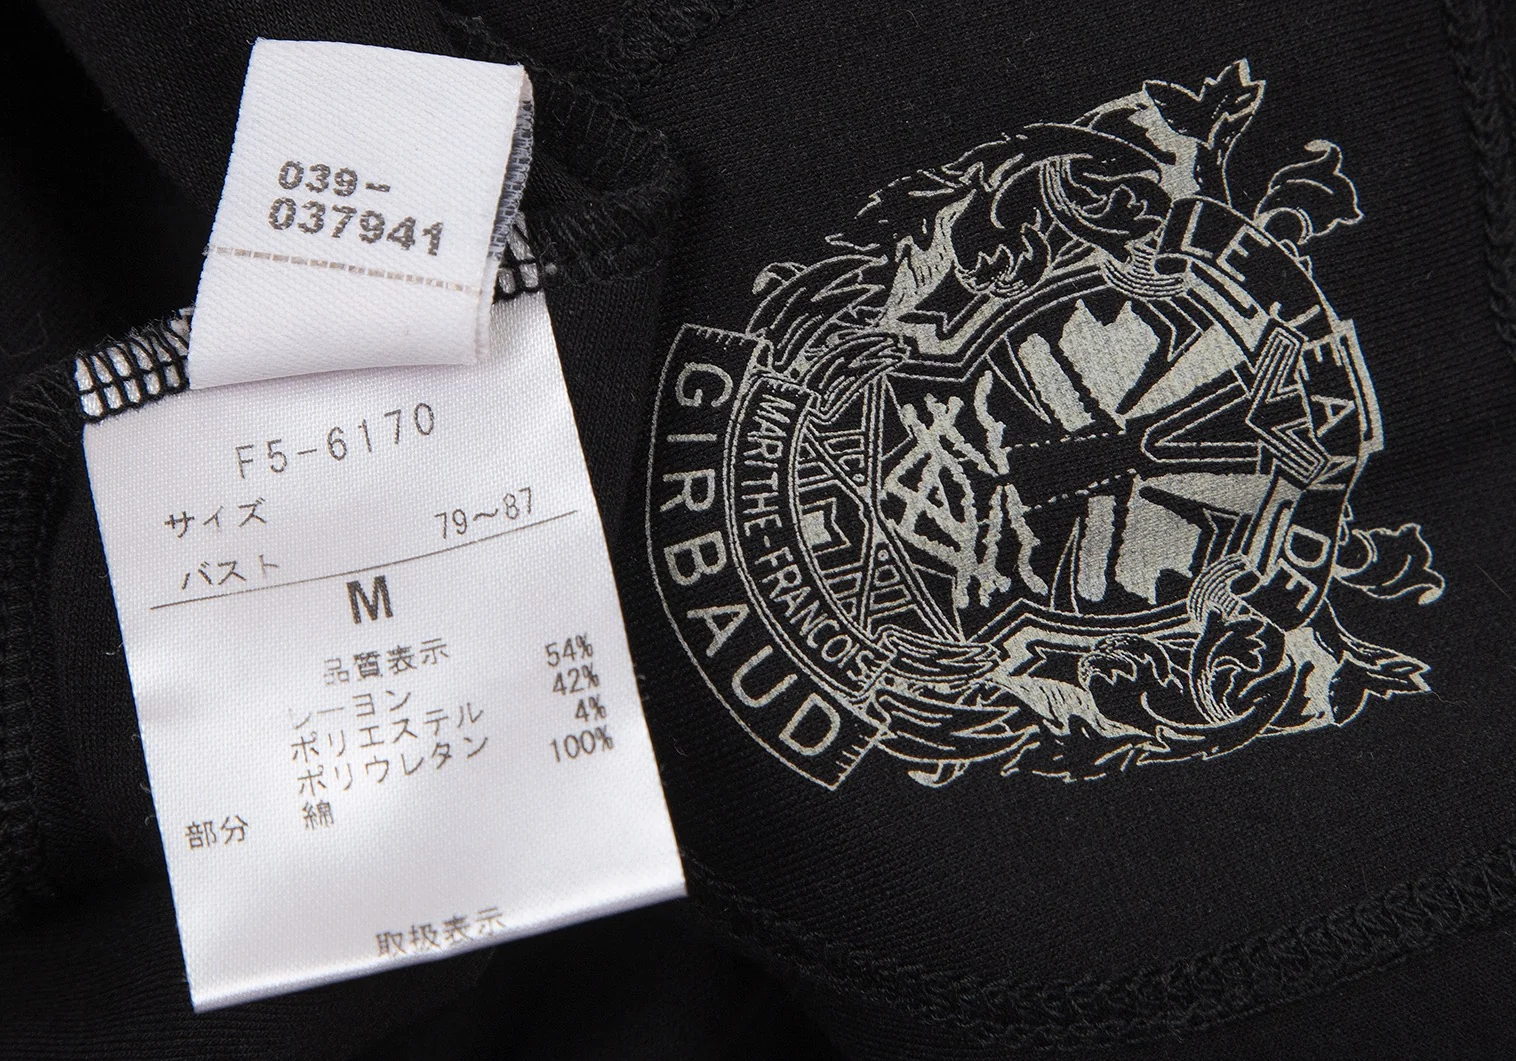 039-
037941
F5-6170
サイズ
バスト 79～87
M
品質表示
レーヨン 54%
ポリエステル 42%
ポリウレタン 4%
部分 綿 100%
取扱表示
LE JEAN DE
MARITHE-FRANCOIS
GIRBAUD